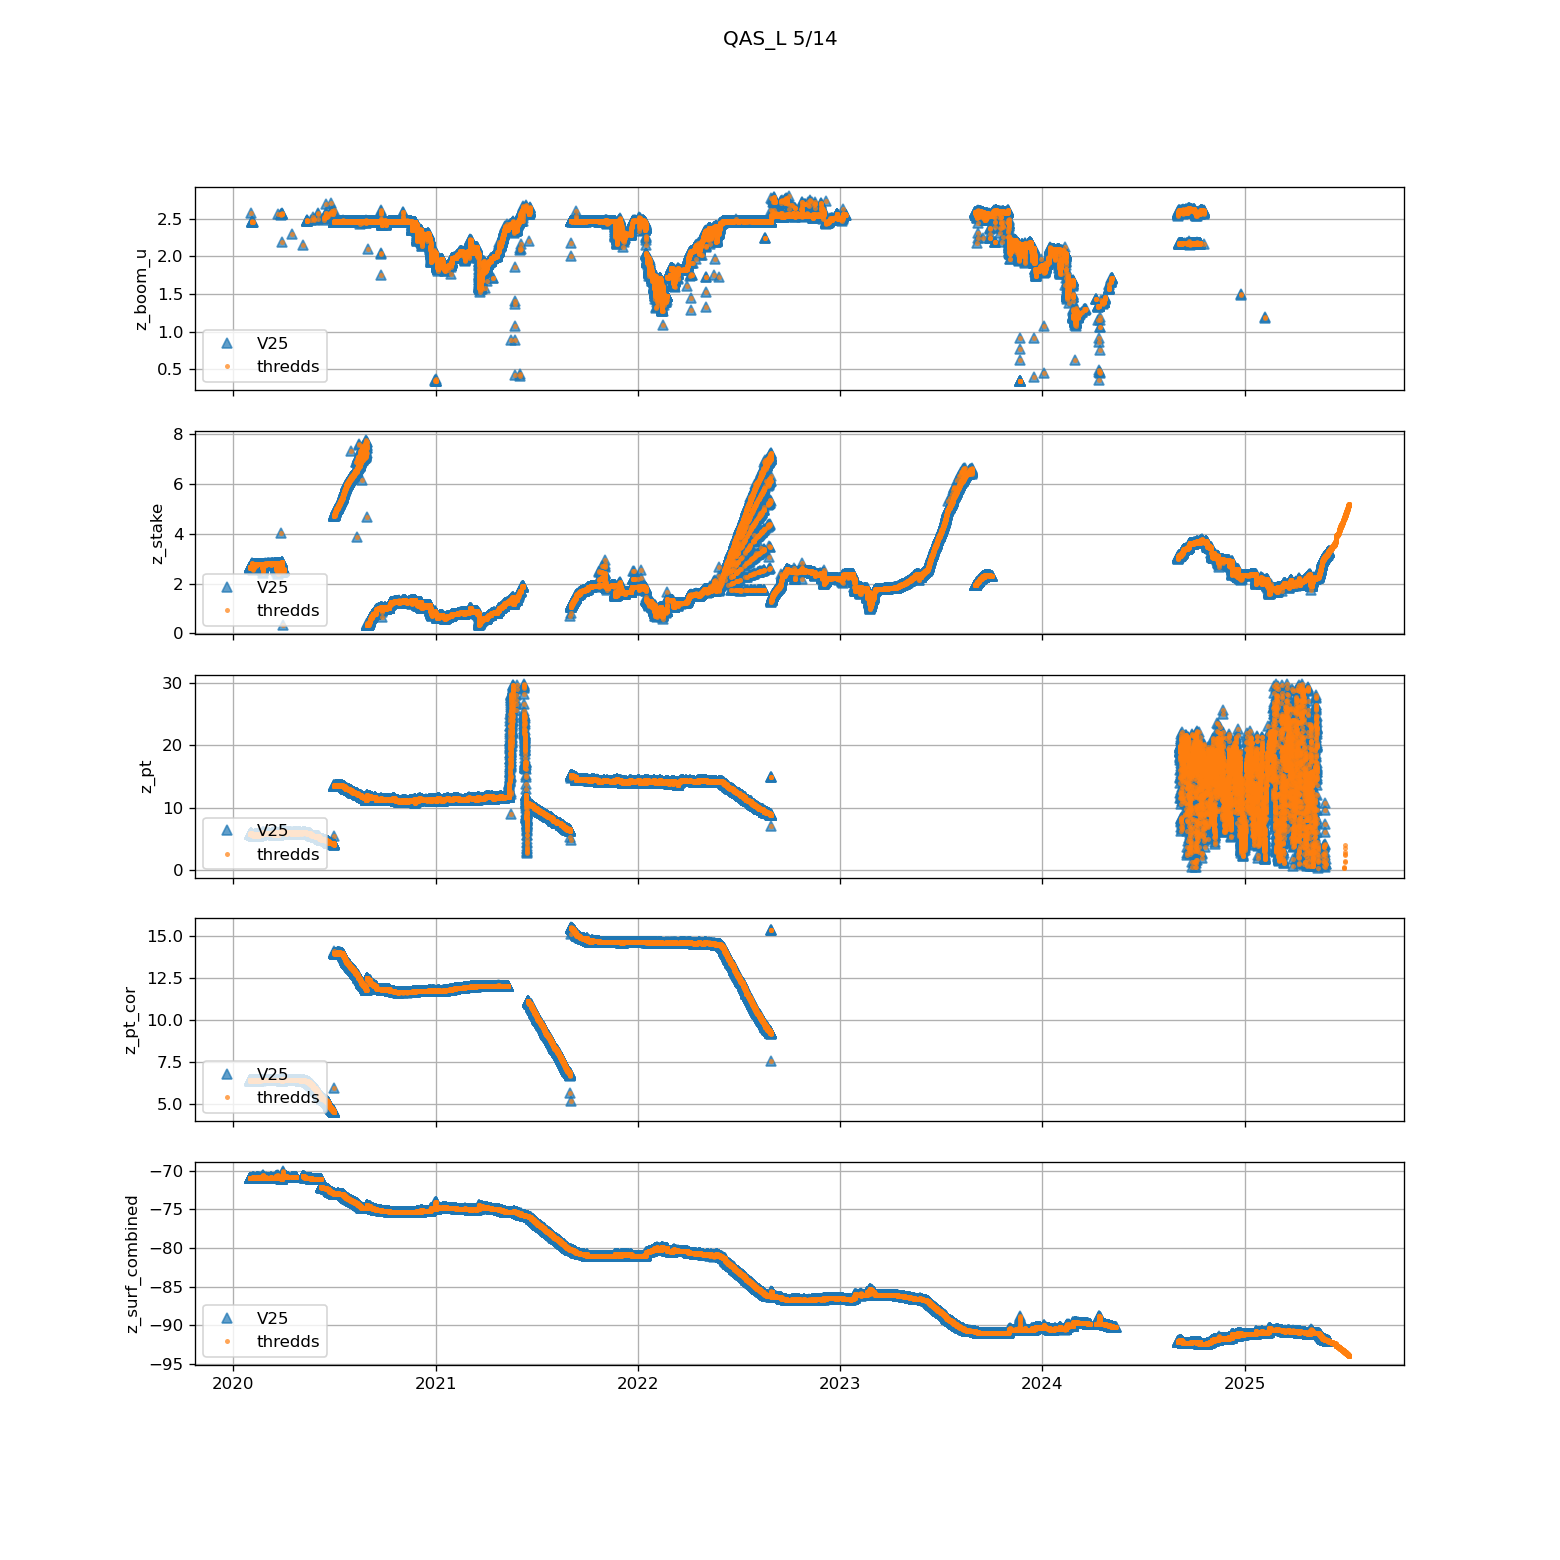 QAS_L 5/14
z_boom_u
2.5
2.0
1.5
1.0
0.5
V25
thredds
z_stake
8
6
4
2
0
V25
thredds
z_pt
30
20
10
0
V25
thredds
z_pt_cor
15.0
12.5
10.0
7.5
5.0
V25
thredds
z_surf_combined
−70
−75
−80
−85
−90
−95
V25
thredds
2020 2021 2022 2023 2024 2025